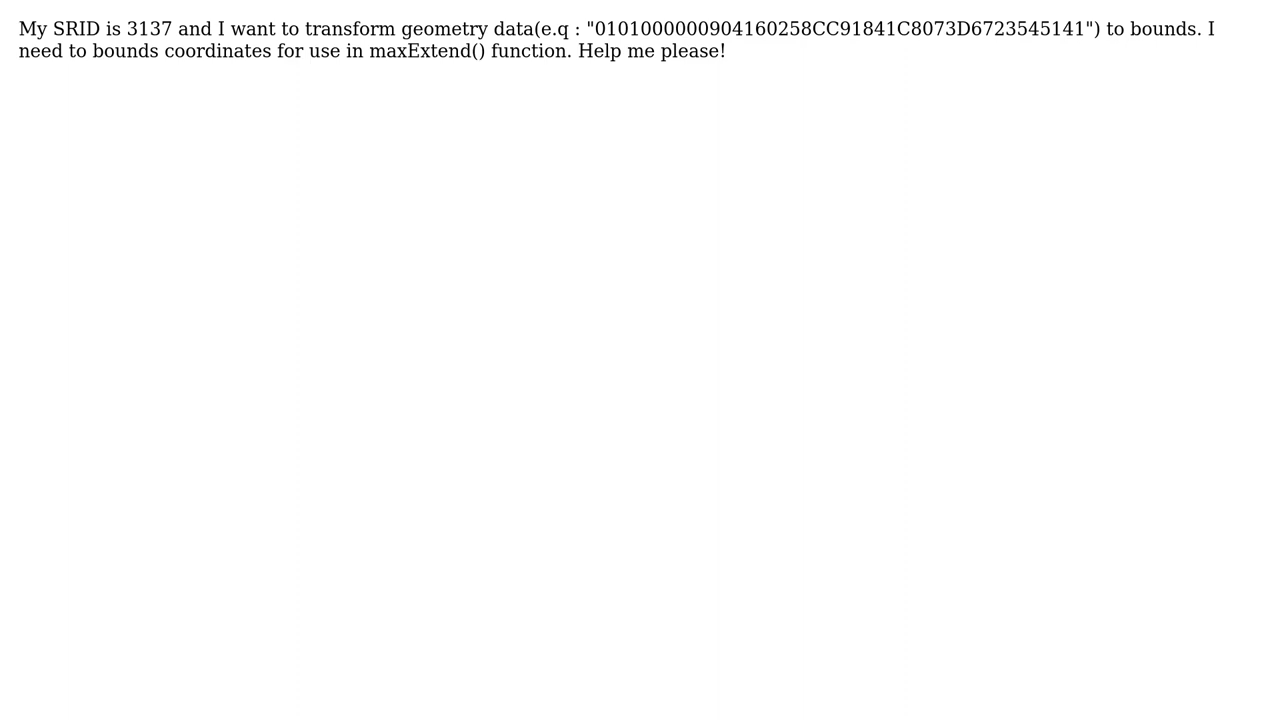 My SRID is 3137 and I want to transform geometry data(e.q : "0101000000904160258CC91841C8073D6723545141") to bounds. I
need to bounds coordinates for use in maxExtend() function. Help me please!